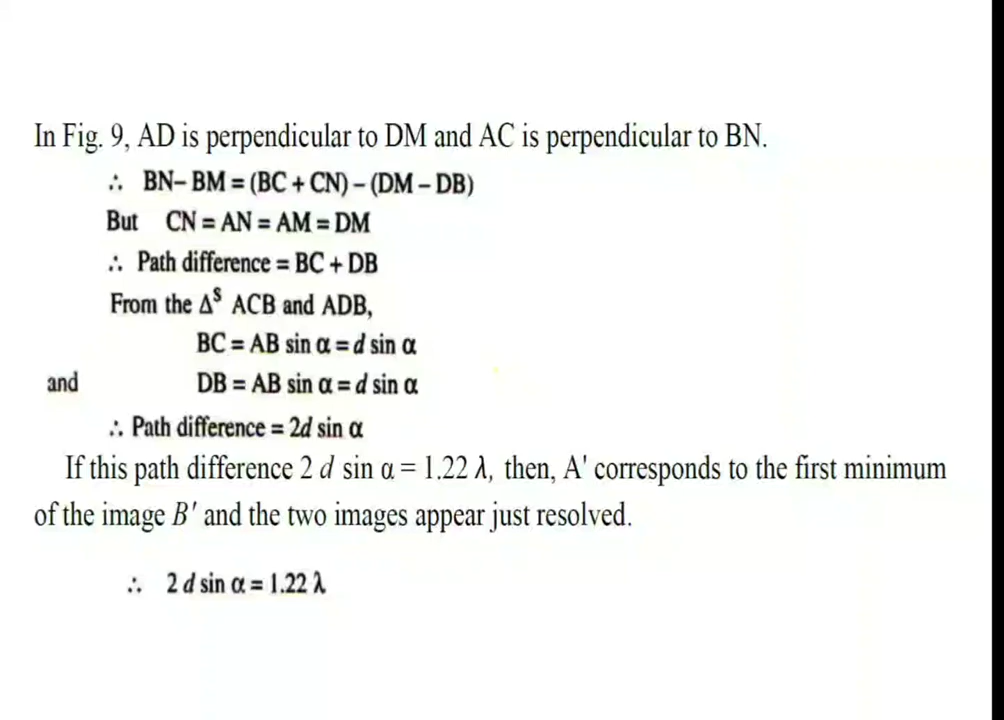 In Fig. 9, AD is perpendicular to DM and AC is perpendicular to BN.
∴ BN– BM = (BC + CN) – (DM – DB)
But CN = AN = AM = DM
∴ Path difference = BC + DB
From the Δˢ ACB and ADB,
BC = AB sin α = d sin α
and DB = AB sin α = d sin α
∴ Path difference = 2d sin α
If this path difference 2 d sin α = 1.22 λ, then, A' corresponds to the first minimum
of the image B' and the two images appear just resolved.
∴ 2 d sin α = 1.22 λ